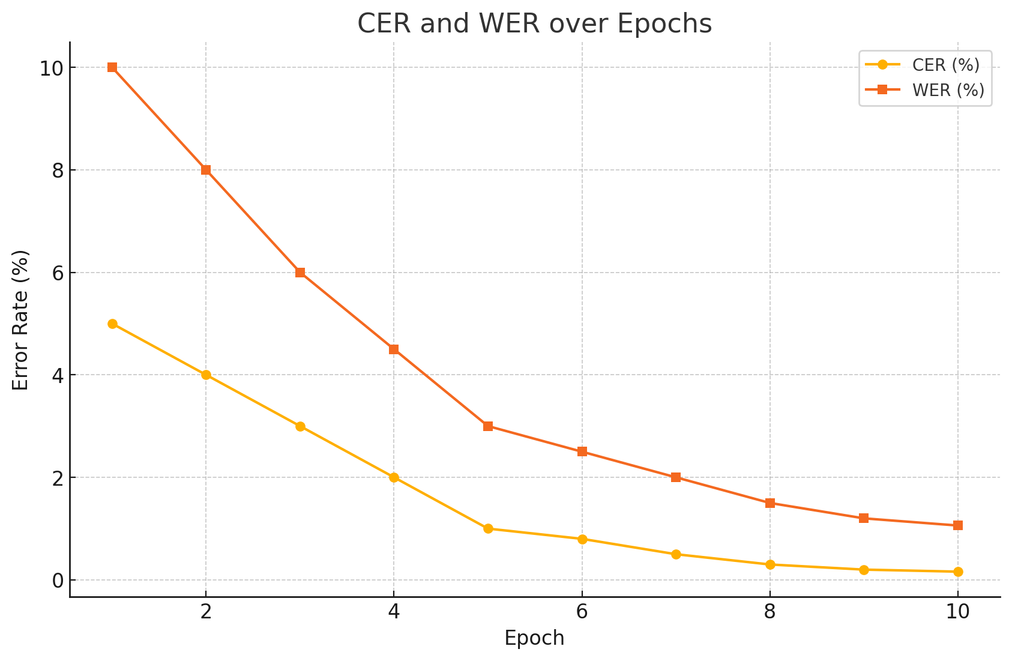 CER and WER over Epochs
CER (%)
WER (%)
Error Rate (%)
10
8
6
4
2
0
2 4 6 8 10
Epoch